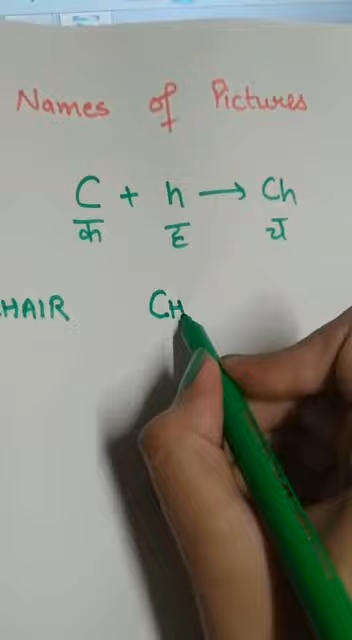 Names of Pictures
C + h → Ch
क ह च
HAIR CH